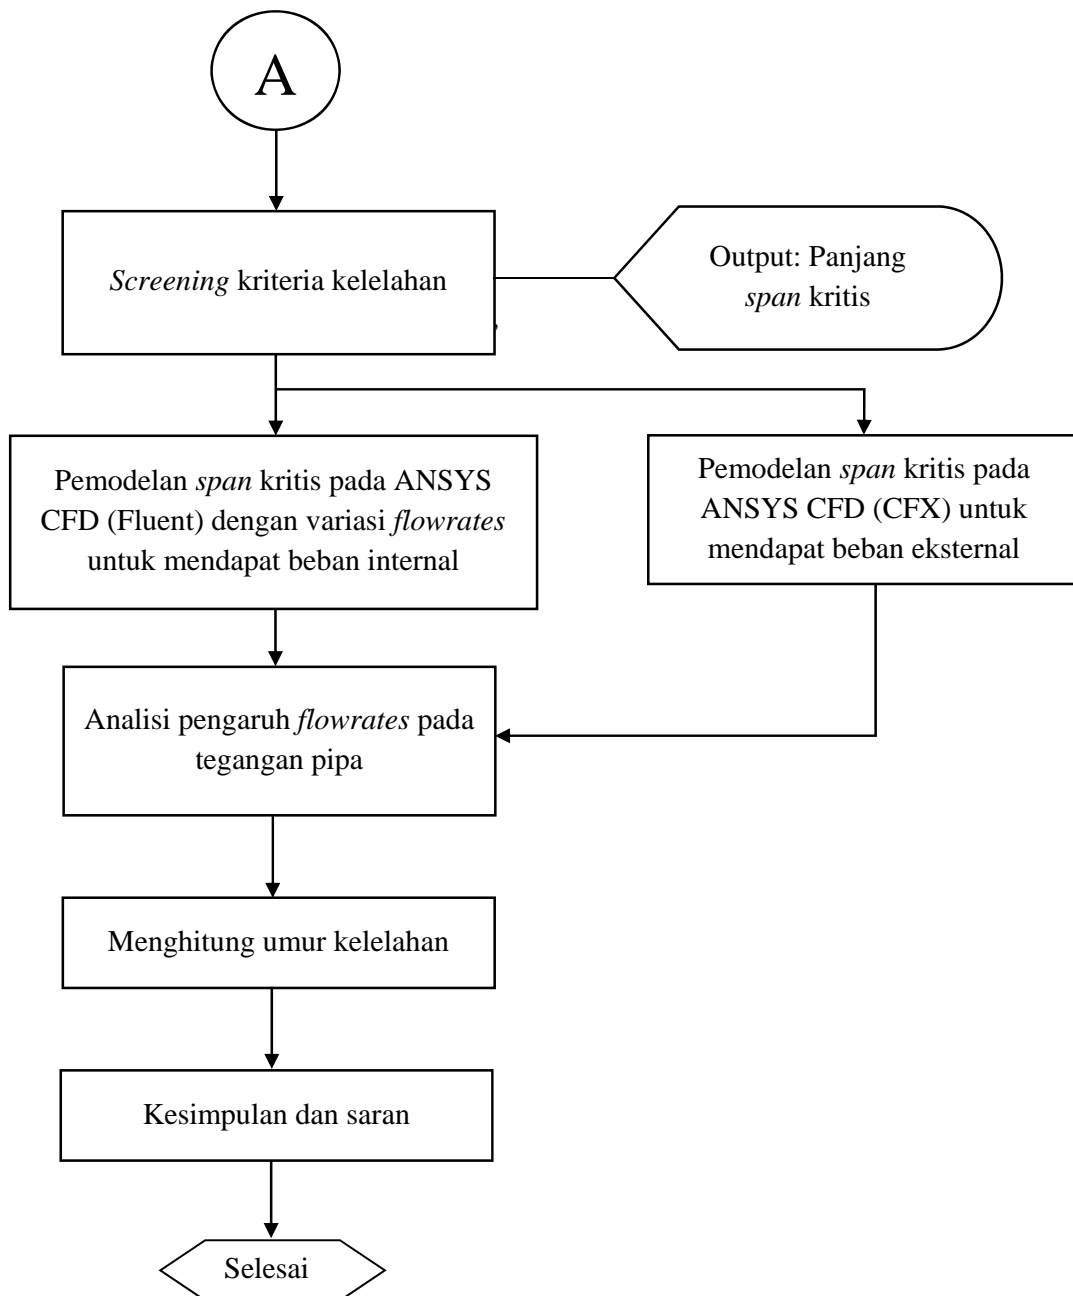 A
Screening kriteria kelelahan
Output: Panjang
span kritis
Pemodelan span kritis pada ANSYS
CFD (Fluent) dengan variasi flowrates
untuk mendapat beban internal
Pemodelan span kritis pada
ANSYS CFD (CFX) untuk
mendapat beban eksternal
Analisi pengaruh flowrates pada
tegangan pipa
Menghitung umur kelelahan
Kesimpulan dan saran
Selesai